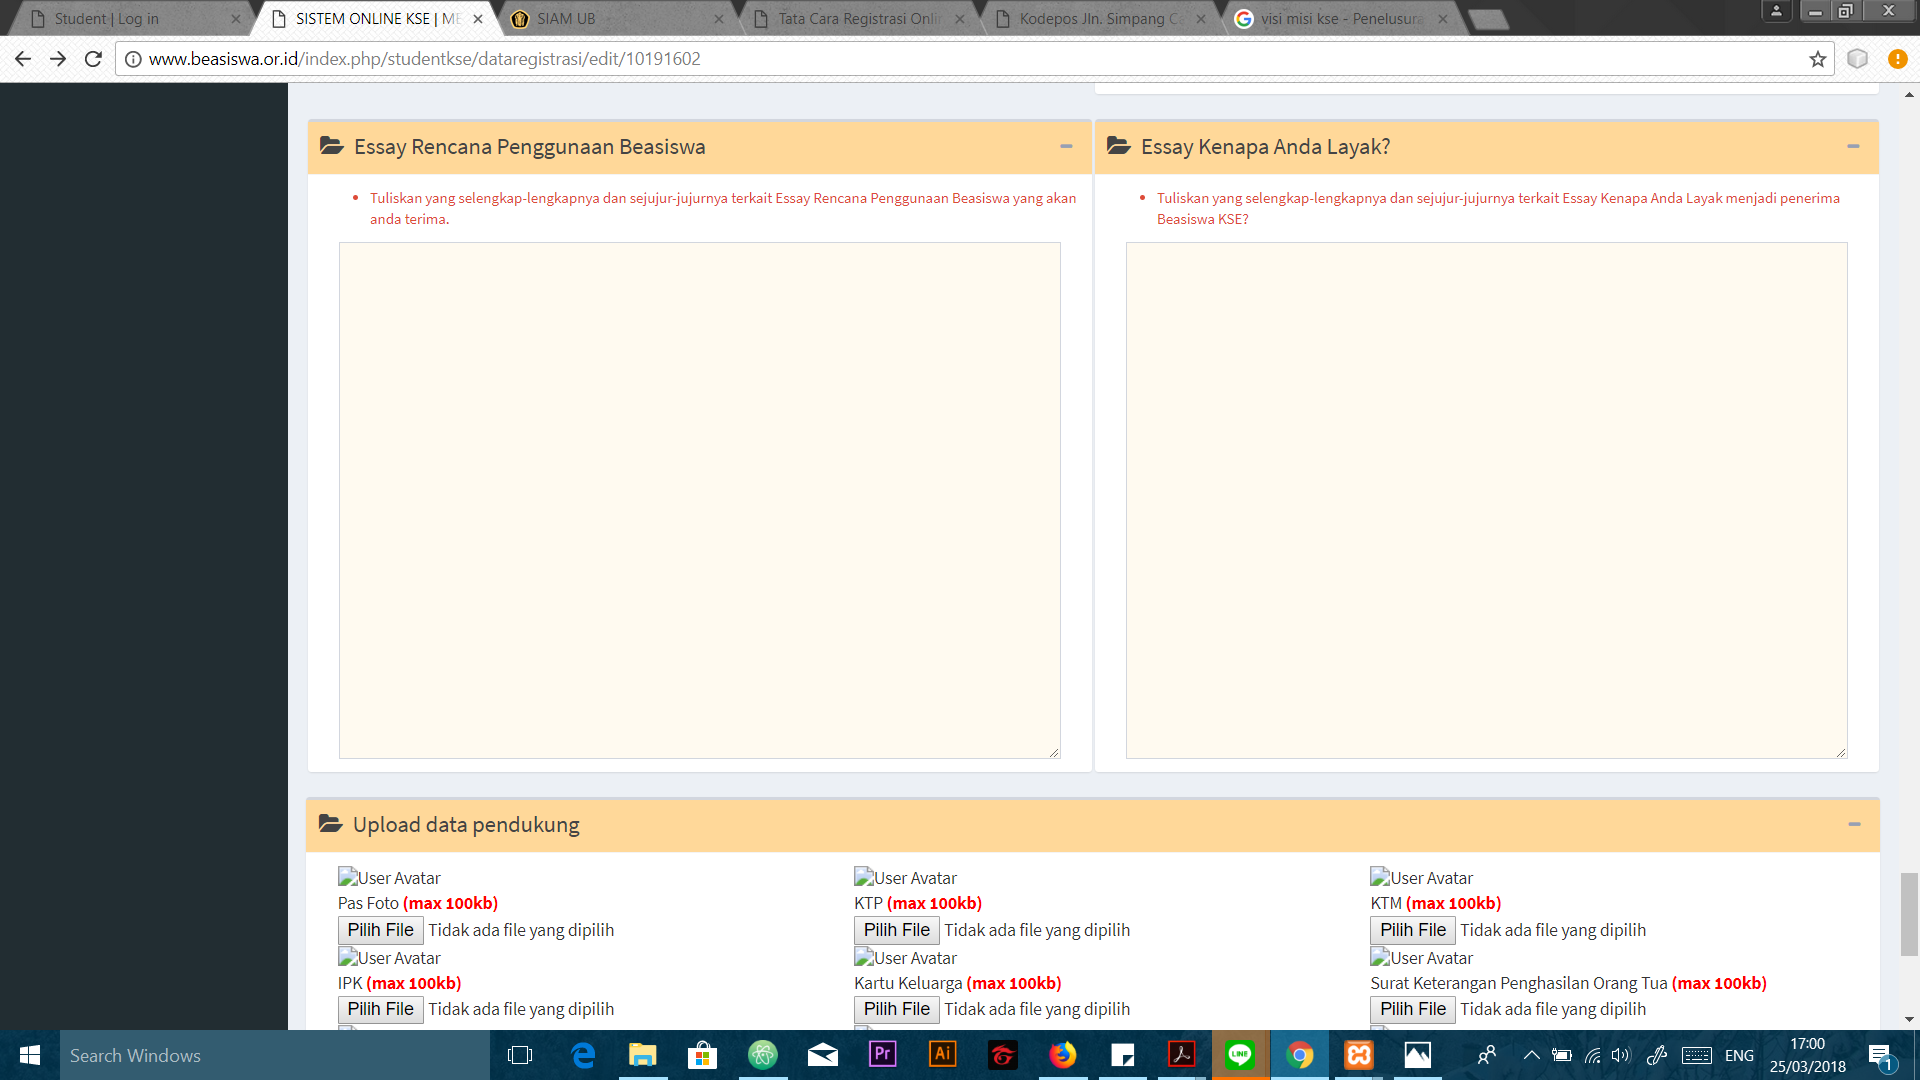 Student | Log in
SISTEM ONLINE KSE | ME
SIAM UB
Tata Cara Registrasi Onlin
Kodepos Jln. Simpang C
visi misi kse - Penelusura
www.beasiswa.or.id/index.php/studentkse/dataregistrasi/edit/10191602
Essay Rencana Penggunaan Beasiswa
Tuliskan yang selengkap-lengkapnya dan sejujur-jujurnya terkait Essay Rencana Penggunaan Beasiswa yang akan
anda terima.
Essay Kenapa Anda Layak?
Tuliskan yang selengkap-lengkapnya dan sejujur-jujurnya terkait Essay Kenapa Anda Layak menjadi penerima
Beasiswa KSE?
Upload data pendukung
User Avatar
Pas Foto (max 100kb)
Pilih File Tidak ada file yang dipilih
User Avatar
KTP (max 100kb)
Pilih File Tidak ada file yang dipilih
User Avatar
KTM (max 100kb)
Pilih File Tidak ada file yang dipilih
User Avatar
IPK (max 100kb)
Pilih File Tidak ada file yang dipilih
User Avatar
Kartu Keluarga (max 100kb)
Pilih File Tidak ada file yang dipilih
User Avatar
Surat Keterangan Penghasilan Orang Tua (max 100kb)
Pilih File Tidak ada file yang dipilih
Search Windows
Pr
Ai
LINE
ENG
17:00
25/03/2018
1